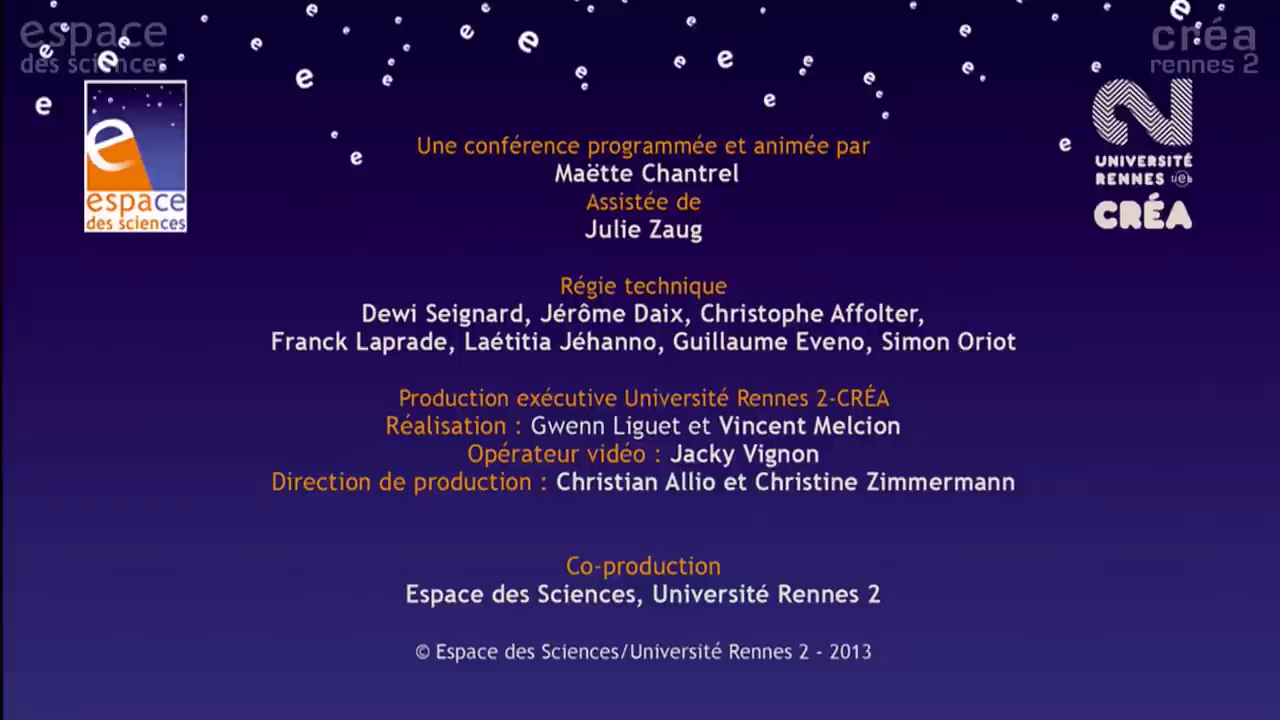 espace
des sciences
créa
rennes 2
espace
des sciences
UNIVERSITÉ
RENNES
CRÉA
Une conférence programmée et animée par
Maëtte Chantrel
Assistée de
Julie Zaug
Régie technique
Dewi Seignard, Jérôme Daix, Christophe Affolter,
Franck Laprade, Laétitia Jéhanno, Guillaume Eveno, Simon Oriot
Production exécutive Université Rennes 2-CRÉA
Réalisation : Gwenn Liguet et Vincent Melcion
Opérateur vidéo : Jacky Vignon
Direction de production : Christian Allio et Christine Zimmermann
Co-production
Espace des Sciences, Université Rennes 2
© Espace des Sciences/Université Rennes 2 - 2013